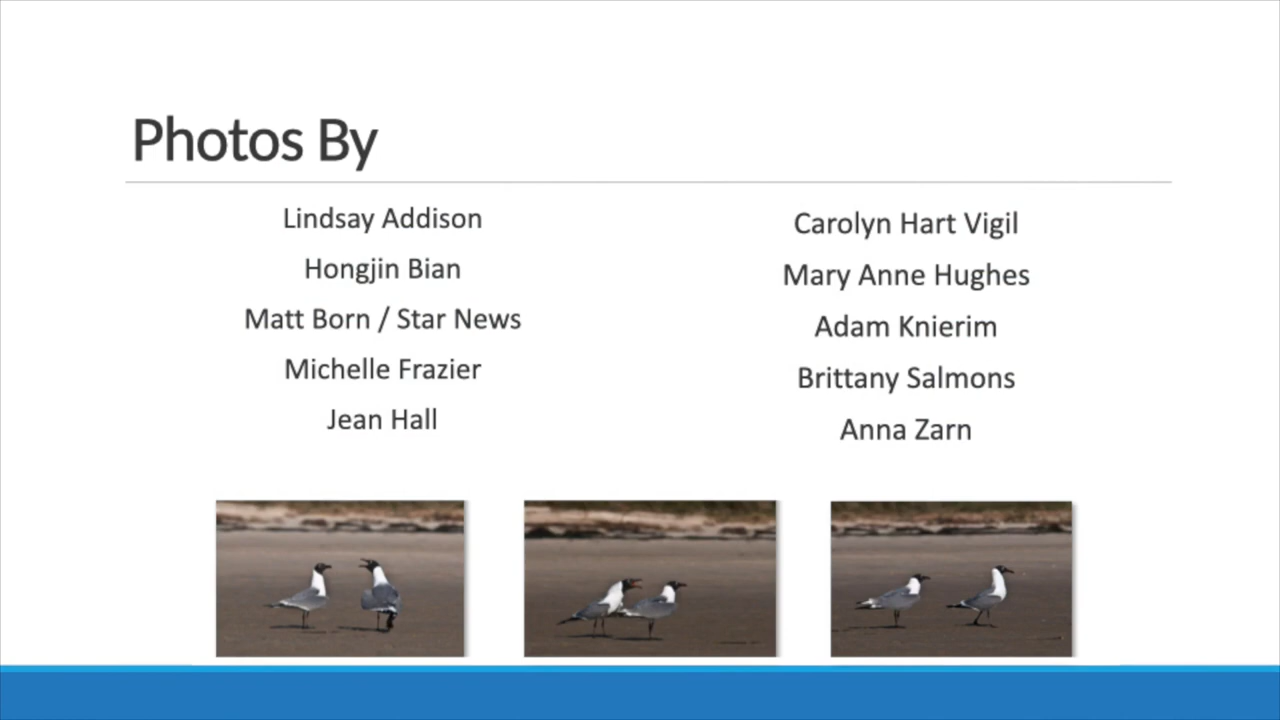 Photos By
Lindsay Addison
Hongjin Bian
Matt Born / Star News
Michelle Frazier
Jean Hall
Carolyn Hart Vigil
Mary Anne Hughes
Adam Knierim
Brittany Salmons
Anna Zarn